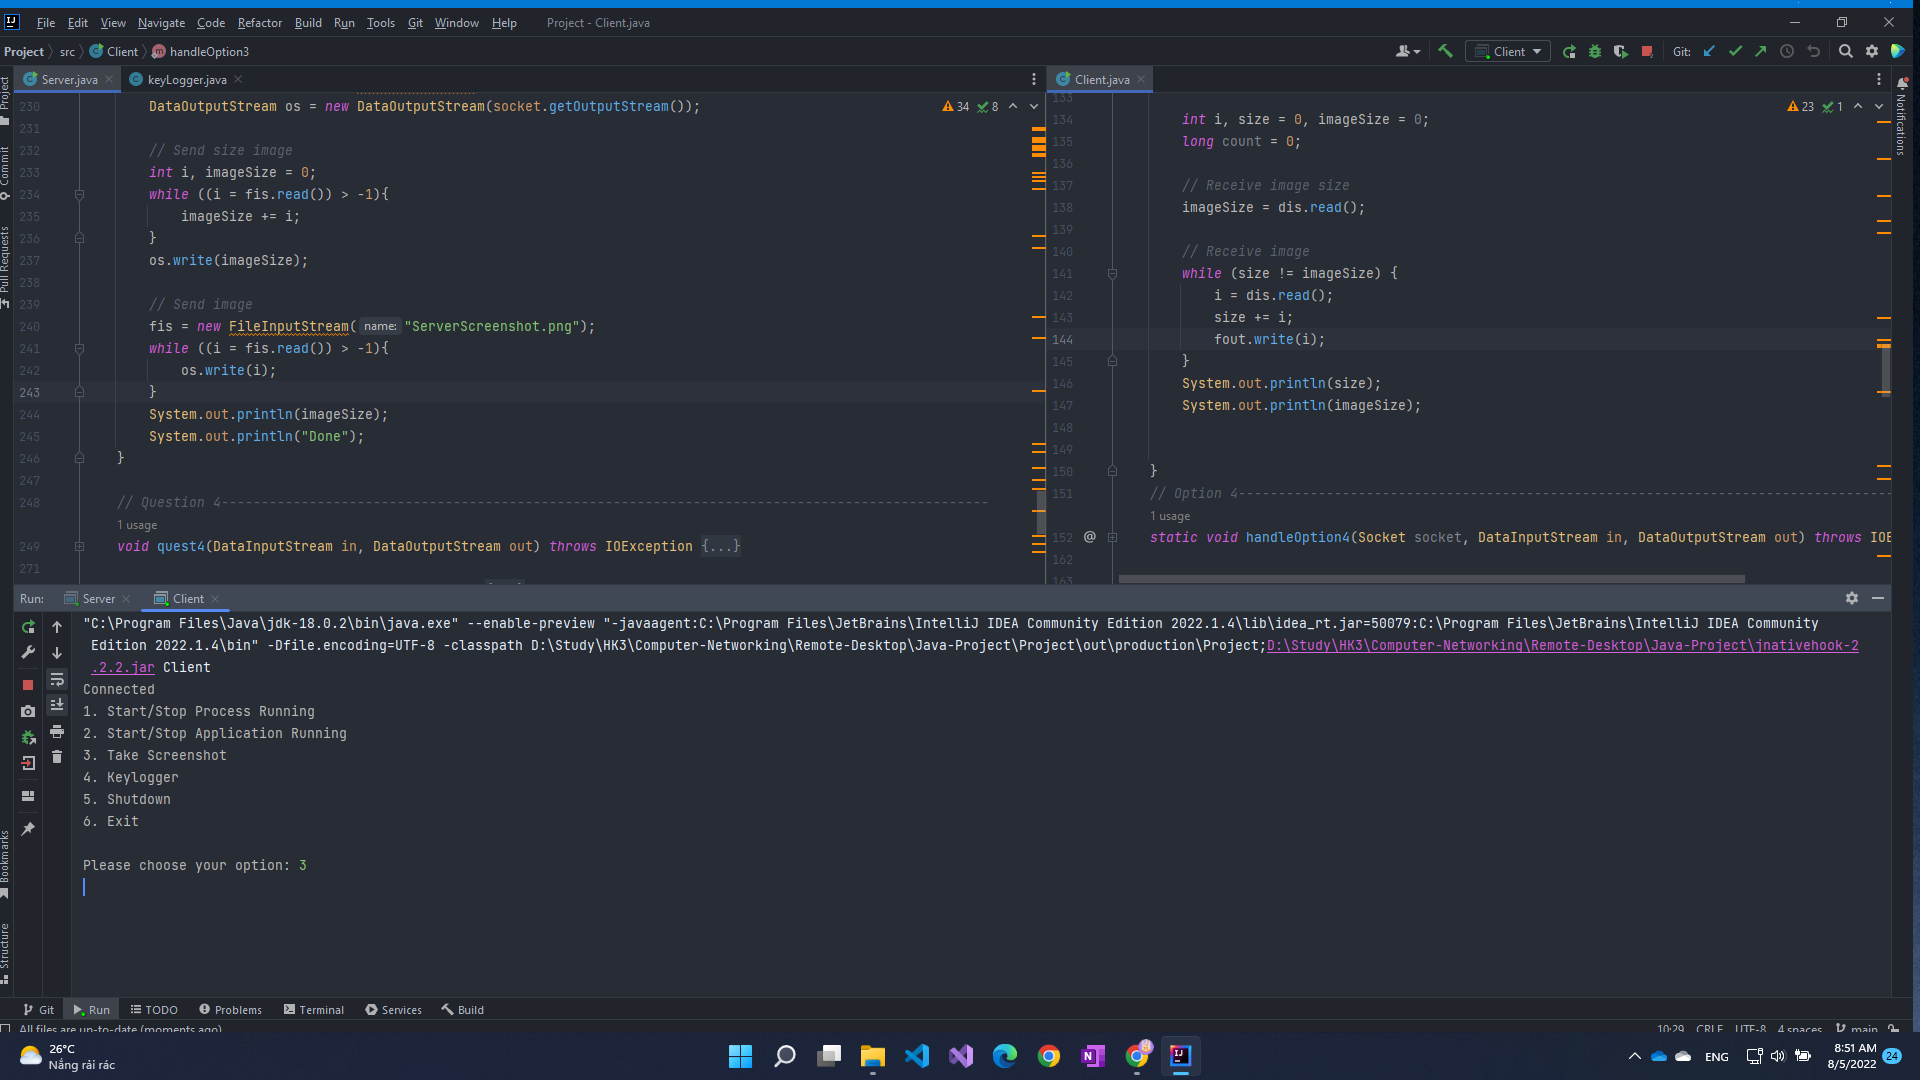 File Edit View Navigate Code Refactor Build Run Tools Git Window Help Project - Client.java
Project src Client handleOption3
Client Git:
Server.java keyLogger.java
Client.java
Project
Commit
Pull Requests
Bookmarks
Structure
Notifications
34 8
230 DataOutputStream os = new DataOutputStream(socket.getOutputStream());
231
232 // Send size image
233 int i, imageSize = 0;
234 while ((i = fis.read()) > -1){
235 imageSize += i;
236 }
237 os.write(imageSize);
238
239 // Send image
240 fis = new FileInputStream( name: "ServerScreenshot.png");
241 while ((i = fis.read()) > -1){
242 os.write(i);
243 }
244 System.out.println(imageSize);
245 System.out.println("Done");
246 }
247
248 // Question 4------------------------------------------------------------------------------------------------
1 usage
249 void quest4(DataInputStream in, DataOutputStream out) throws IOException {...}
271
23 1
133
134 int i, size = 0, imageSize = 0;
135 long count = 0;
136
137 // Receive image size
138 imageSize = dis.read();
139
140 // Receive image
141 while (size != imageSize) {
142 i = dis.read();
143 size += i;
144 fout.write(i);
145 }
146 System.out.println(size);
147 System.out.println(imageSize);
148
149
150 }
151 // Option 4----------------------------------------------------------------------------------
1 usage
152 @ static void handleOption4(Socket socket, DataInputStream in, DataOutputStream out) throws IOE
162
163
Run: Server Client
"C:\Program Files\Java\jdk-18.0.2\bin\java.exe" --enable-preview "-javaagent:C:\Program Files\JetBrains\IntelliJ IDEA Community Edition 2022.1.4\lib\idea_rt.jar=50079:C:\Program Files\JetBrains\IntelliJ IDEA Community
Edition 2022.1.4\bin" -Dfile.encoding=UTF-8 -classpath D:\Study\HK3\Computer-Networking\Remote-Desktop\Java-Project\Project\out\production\Project;D:\Study\HK3\Computer-Networking\Remote-Desktop\Java-Project\jnativehook-2
.2.2.jar Client
Connected
1. Start/Stop Process Running
2. Start/Stop Application Running
3. Take Screenshot
4. Keylogger
5. Shutdown
6. Exit
Please choose your option: 3
Git Run TODO Problems Terminal Services Build
All files are up-to-date (moments ago) 10:29 CRLF UTF-8 4 spaces main
26°C
Nắng rải rác
ENG
8:51 AM
8/5/2022
24